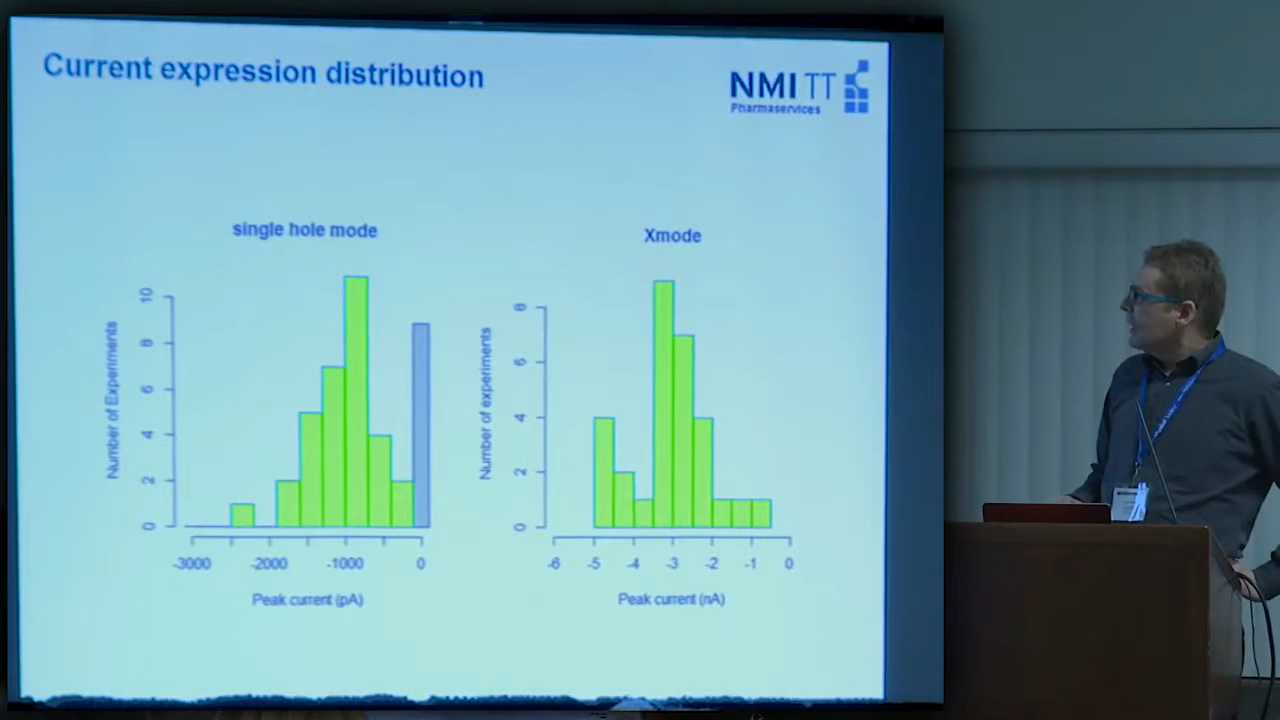 Current expression distribution
NMI TT
Pharmaservices
single hole mode
Number of Experiments
10
8
6
4
2
0
-3000
-2000
-1000
0
Peak current (pA)
Xmode
Number of experiments
8
6
4
2
0
-6
-5
-4
-3
-2
-1
0
Peak current (nA)